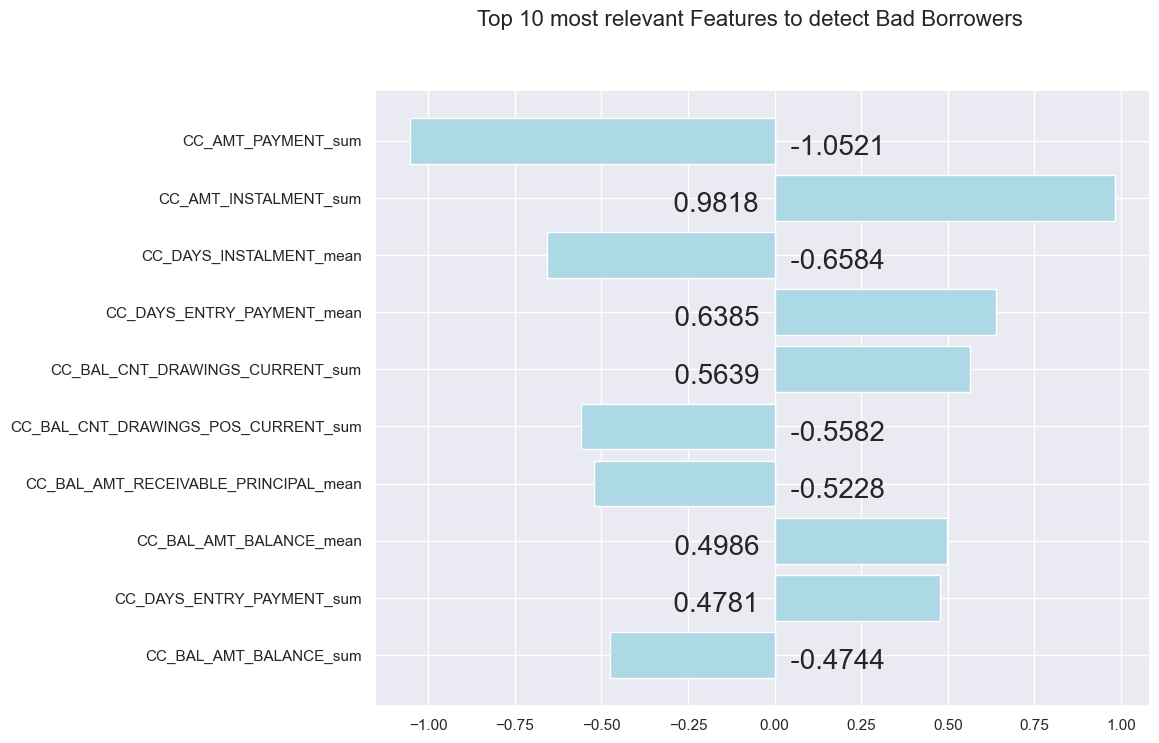 Top 10 most relevant Features to detect Bad Borrowers
CC_AMT_PAYMENT_sum
-1.0521
CC_AMT_INSTALMENT_sum
0.9818
CC_DAYS_INSTALMENT_mean
-0.6584
CC_DAYS_ENTRY_PAYMENT_mean
0.6385
CC_BAL_CNT_DRAWINGS_CURRENT_sum
0.5639
CC_BAL_CNT_DRAWINGS_POS_CURRENT_sum
-0.5582
CC_BAL_AMT_RECEIVABLE_PRINCIPAL_mean
-0.5228
CC_BAL_AMT_BALANCE_mean
0.4986
CC_DAYS_ENTRY_PAYMENT_sum
0.4781
CC_BAL_AMT_BALANCE_sum
-0.4744
−1.00 −0.75 −0.50 −0.25 0.00 0.25 0.50 0.75 1.00